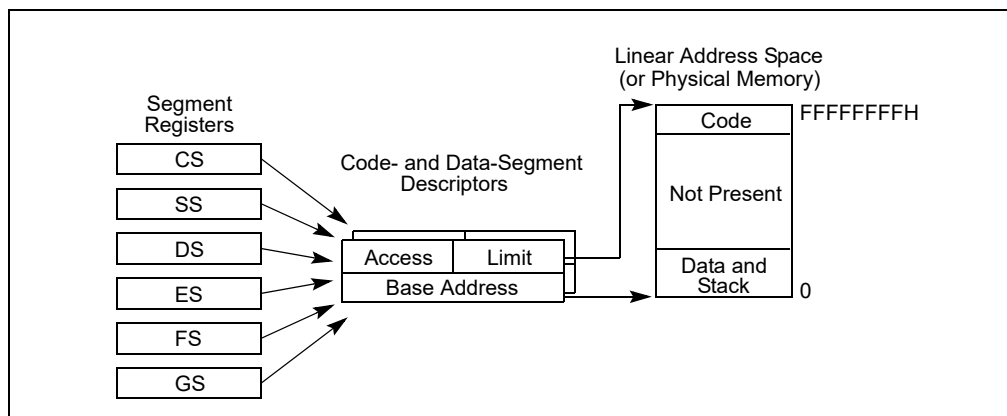 Linear Address Space
(or Physical Memory)
Segment
Registers
CS
SS
DS
ES
FS
GS
Code- and Data-Segment
Descriptors
Access
Limit
Base Address
Code
FFFFFFFFH
Not Present
Data and
Stack
0